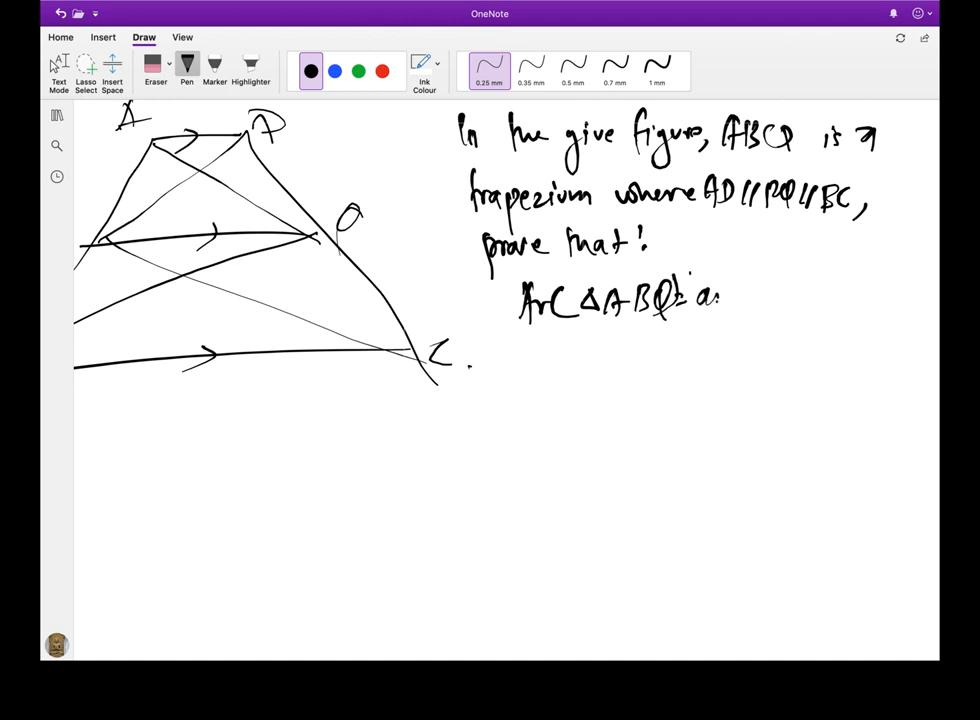 OneNote
Home Insert Draw View
Text Mode Lasso Select Insert Space Eraser Pen Marker Highlighter Ink Colour 0.25 mm 0.35 mm 0.5 mm 0.7 mm 1 mm
A D
Q
C
In the give figure, ABCD is a
trapezium where AD//PQ//BC,
prove that:
Ar( ΔABQ) = a